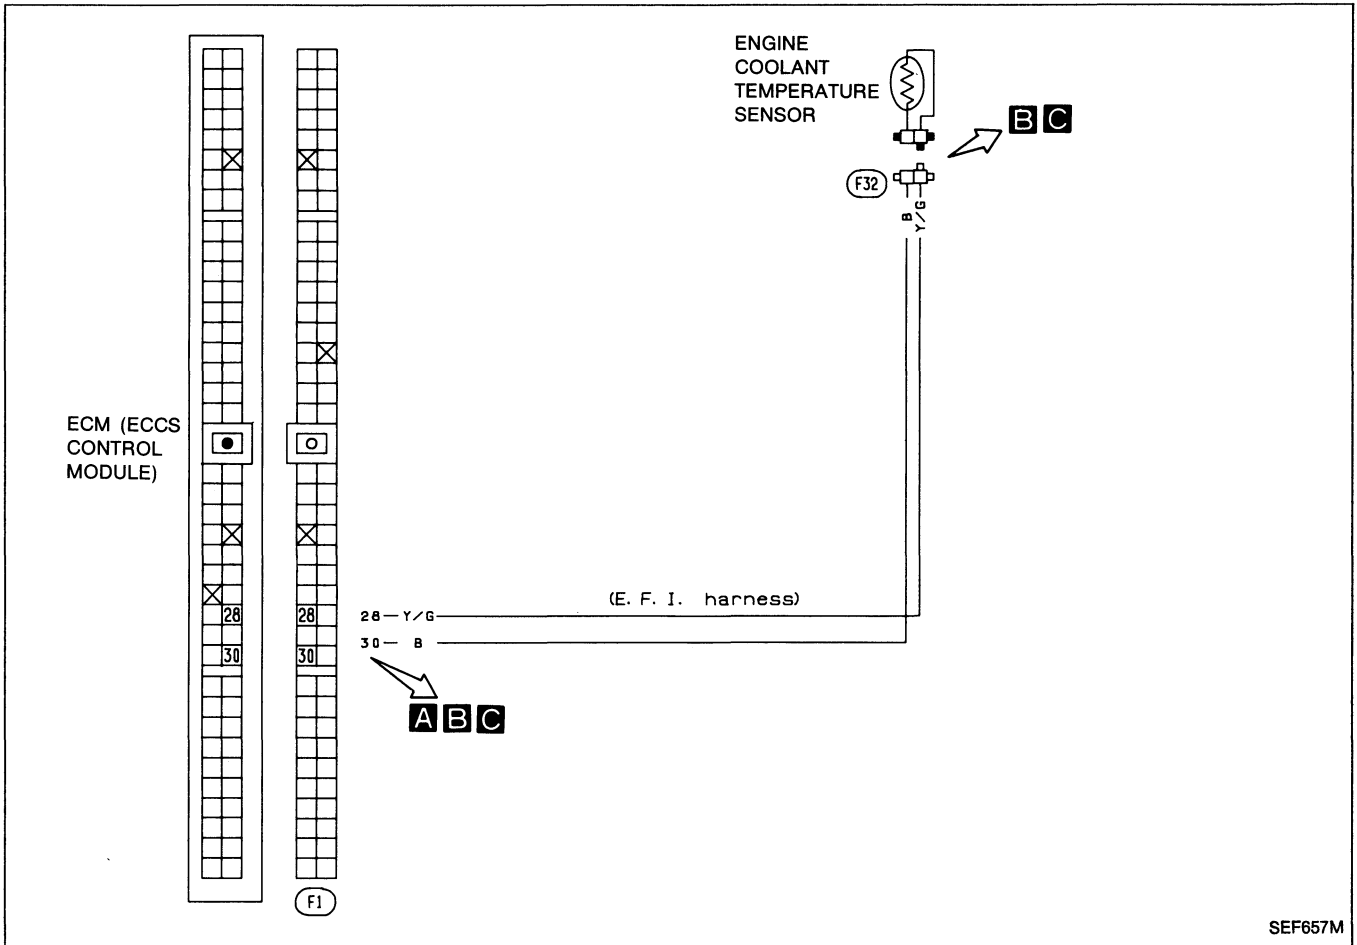 ENGINE
COOLANT
TEMPERATURE
SENSOR
B C
F32
B
Y/G
ECM (ECCS
CONTROL
MODULE)
28
28
28 — Y/G
(E. F. I. harness)
30
30
30 — B
A B C
F1
SEF657M